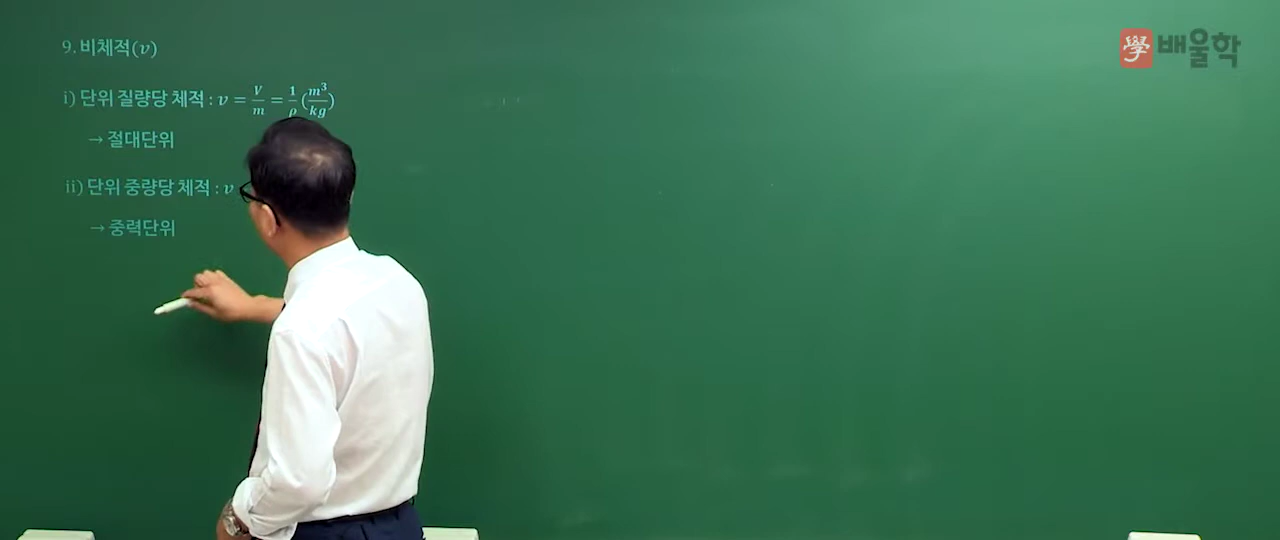 9. 비체적(v)
學 배울학
i) 단위 질량당 체적 : v = V/m = 1/ρ (m³/kg)
→ 절대단위
ii) 단위 중량당 체적 : v
→ 중력단위